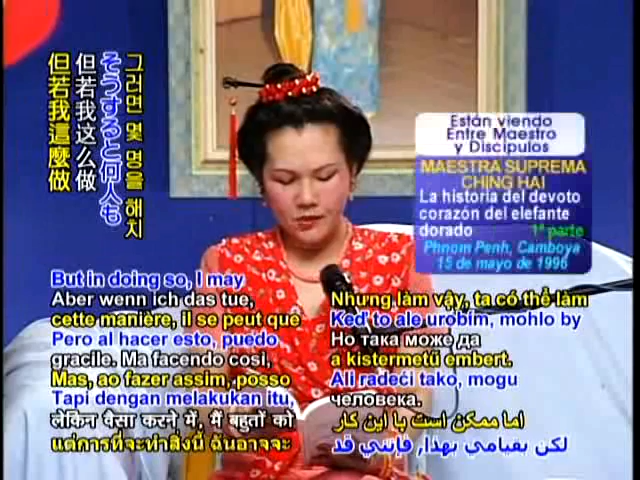 그러면 몇 명을 해치
そうすると何人も
但若我这么做
但若我這麼做
Están viendo
Entre Maestro
y Discípulos
MAESTRA SUPREMA
CHING HAI
La historia del devoto
corazón del elefante
dorado 1ª parte
Phnom Penh, Camboya
15 de mayo de 1996
But in doing so, I may
Aber wenn ich das tue,
cette manière, il se peut que
Pero al hacer esto, puedo
gracile. Ma facendo così,
Mas, ao fazer assim, posso
Tapi dengan melakukan itu,
लेकिन वैसा करने में, मैं बहुतों को
แต่การที่จะทำสิ่งนี้ ฉันอาจจะ
Nhưng làm vậy, ta có thể làm
Keď to ale urobím, mohlo by
Но така може да
a kistermetű embert.
Ali radeći tako, mogu
человека.
اما ممکن است با این کار
لكن بقيامي بهذا, فإنني قد